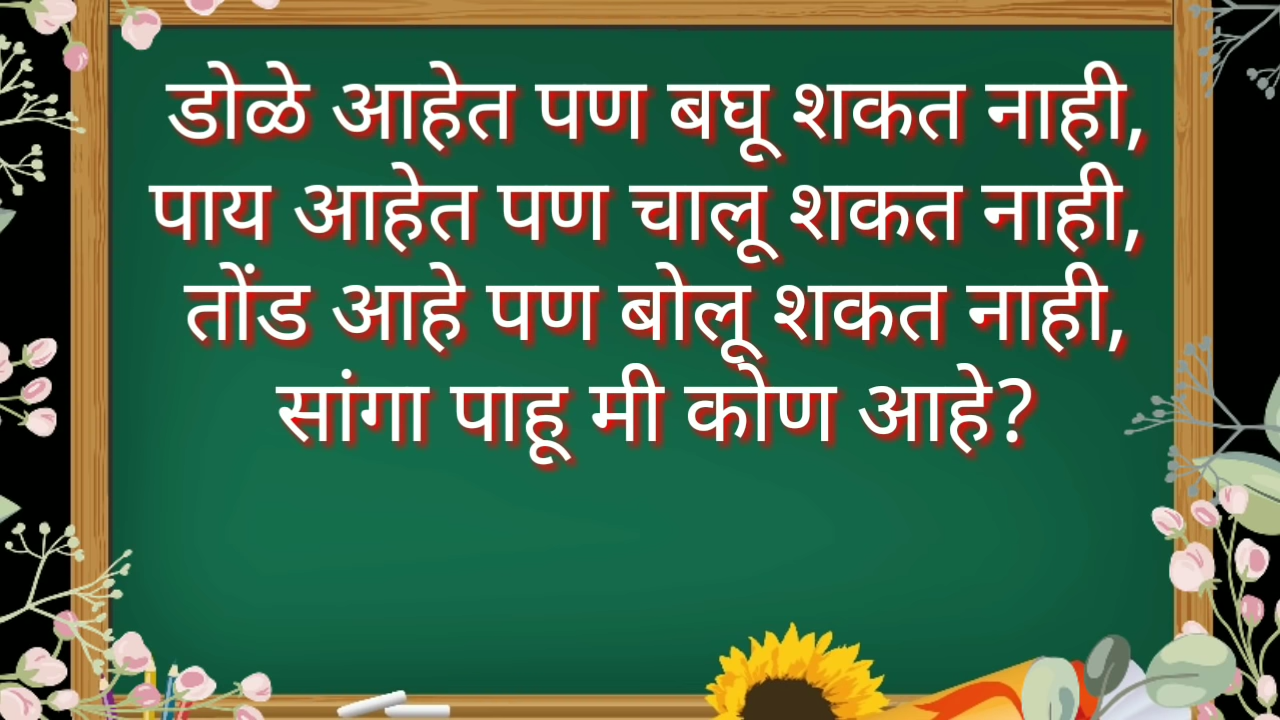 डोळे आहेत पण बघू शकत नाही,
पाय आहेत पण चालू शकत नाही,
तोंड आहे पण बोलू शकत नाही,
सांगा पाहू मी कोण आहे?